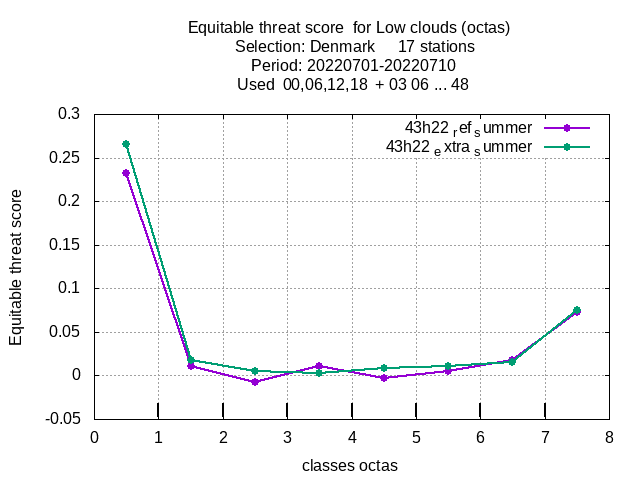 Equitable threat score for Low clouds (octas)
Selection: Denmark 17 stations
Period: 20220701-20220710
Used 00,06,12,18 + 03 06 ... 48
43h22 ref summer
43h22 extra summer
Equitable threat score
0.3
0.25
0.2
0.15
0.1
0.05
0
-0.05
0 1 2 3 4 5 6 7 8
classes octas